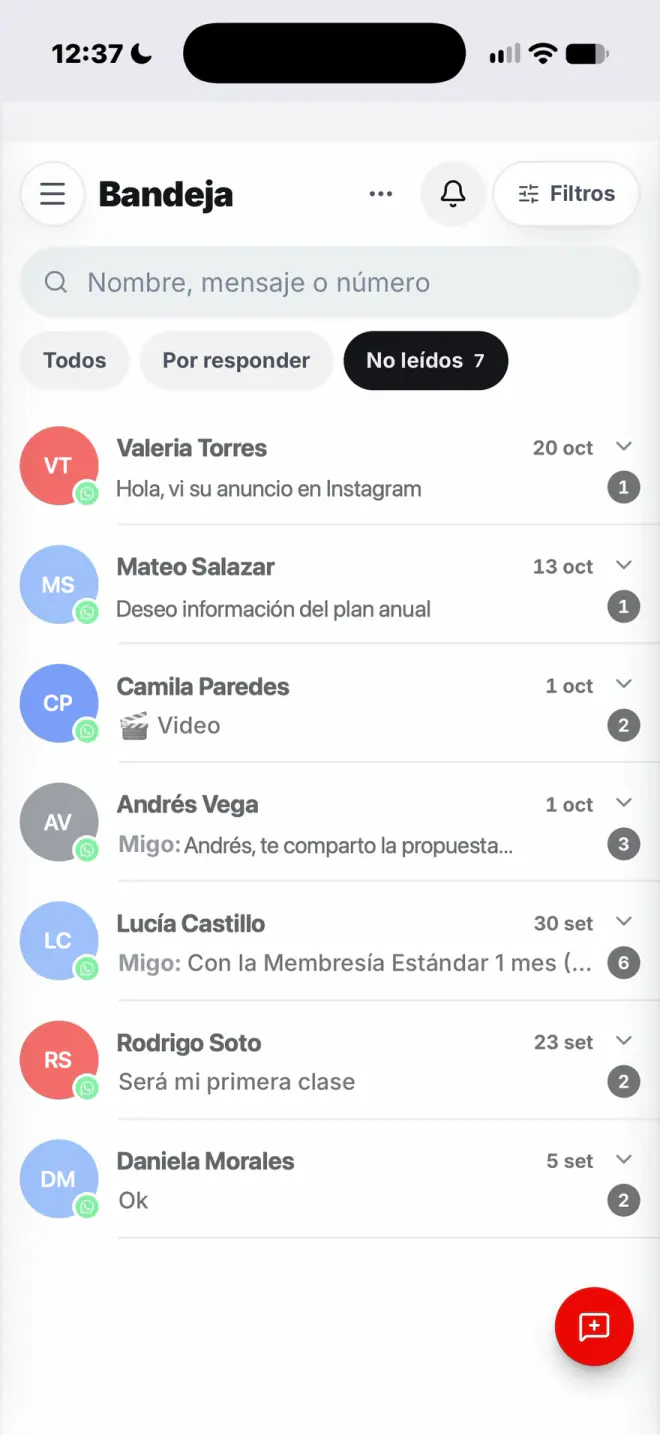 12:37
Bandeja
Filtros
Nombre, mensaje o número
Todos
Por responder
No leídos 7
VT
Valeria Torres
20 oct
Hola, vi su anuncio en Instagram
1
MS
Mateo Salazar
13 oct
Deseo información del plan anual
1
CP
Camila Paredes
1 oct
Video
2
AV
Andrés Vega
1 oct
Migo: Andrés, te comparto la propuesta...
3
LC
Lucía Castillo
30 set
Migo: Con la Membresía Estándar 1 mes (...
6
RS
Rodrigo Soto
23 set
Será mi primera clase
2
DM
Daniela Morales
5 set
Ok
2